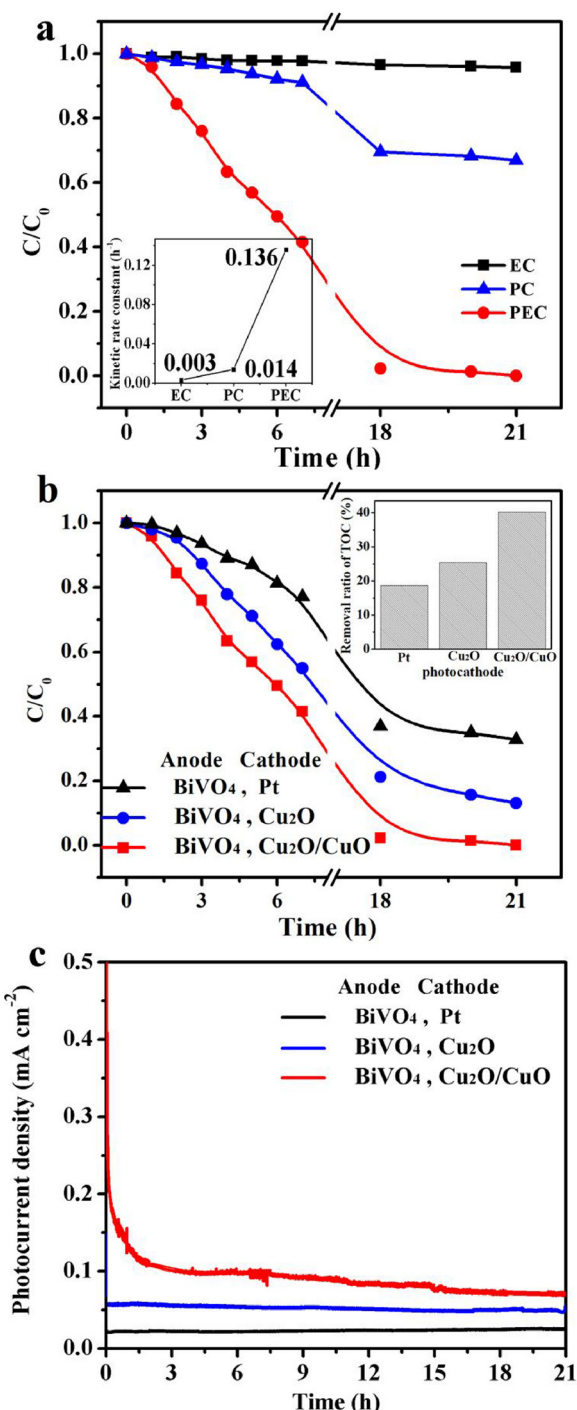 a
1.0
0.8
0.6
0.4
0.2
0.0
C/C0
0 3 6 18 21
Time (h)
EC
PC
PEC
Kinetic rate constant (h-1)
0.12
0.09
0.06
0.03
0.00
0.136
0.003
0.014
EC PC PEC
b
1.0
0.8
0.6
0.4
0.2
0.0
C/C0
0 3 6 18 21
Time (h)
Anode Cathode
BiVO4 , Pt
BiVO4 , Cu2O
BiVO4 , Cu2O/CuO
Removal ratio of TOC (%)
40
30
20
10
0
Pt Cu2O Cu2O/CuO
photocathode
c
0.5
0.4
0.3
0.2
0.1
0.0
Photocurrent density (mA cm-2)
0 3 6 9 12 15 18 21
Time (h)
Anode Cathode
BiVO4 , Pt
BiVO4 , Cu2O
BiVO4 , Cu2O/CuO